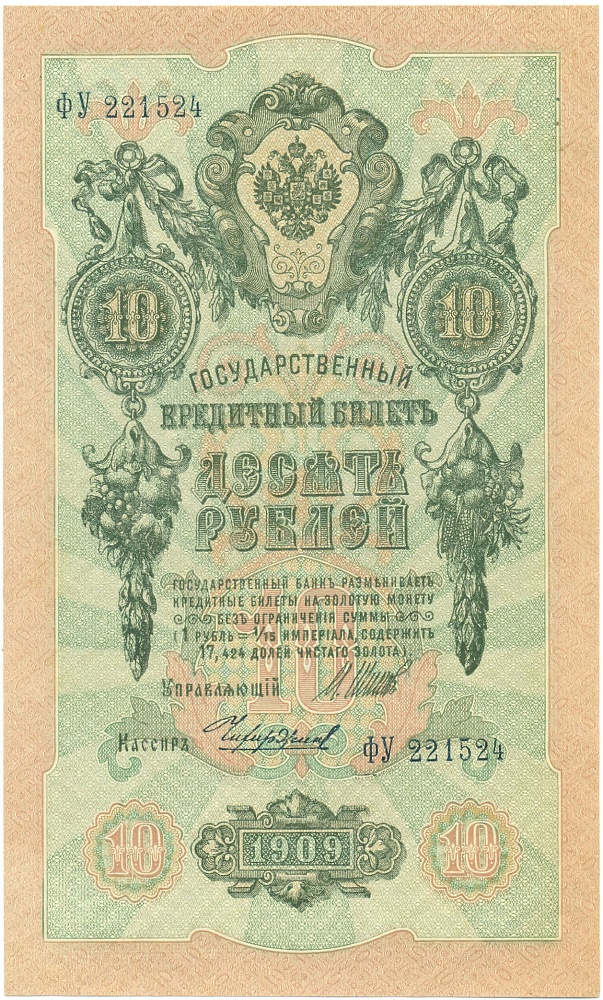 ФУ 221524
10 10
ГОСУДАРСТВЕННЫЙ
КРЕДИТНЫЙ БИЛЕТЪ
ДЕСЯТЬ
РУБЛЕЙ
ГОСУДАРСТВЕННЫЙ БАНКЪ РАЗМѢНИВАЕТЪ
КРЕДИТНЫЕ БИЛЕТЫ НА ЗОЛОТУЮ МОНЕТУ
БЕЗЪ ОГРАНИЧЕНІЯ СУММЫ
(1 РУБЛЬ = 1/15 ИМПЕРІАЛА, СОДЕРЖИТЪ
17,424 ДОЛЕЙ ЧИСТАГО ЗОЛОТА).
10
УПРАВЛЯЮЩІЙ
КАССИРЪ
ФУ 221524
10 1909 10